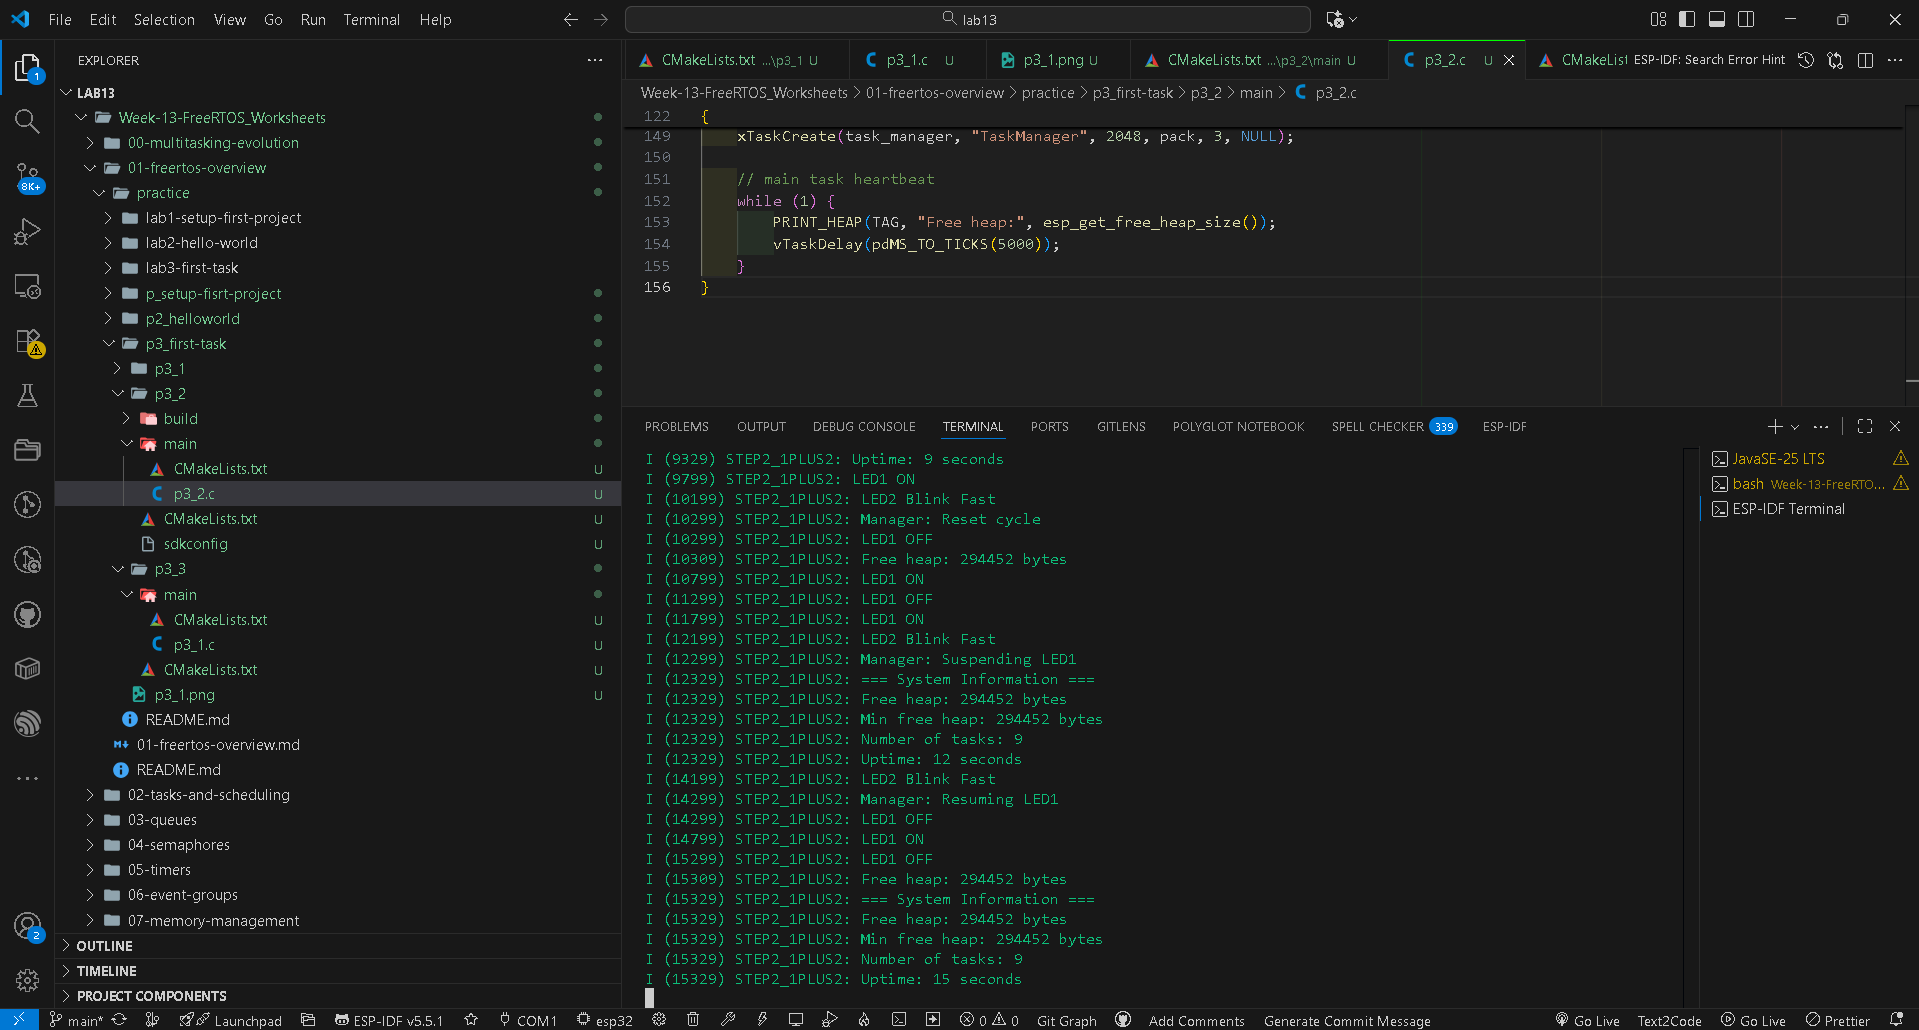 File Edit Selection View Go Run Terminal Help
lab13
EXPLORER
CMakeLists.txt ...\p3_1 U
p3_1.c U
p3_1.png U
CMakeLists.txt ...\p3_2\main U
p3_2.c U
CMakeList
ESP-IDF: Search Error Hint
Week-13-FreeRTOS_Worksheets > 01-freertos-overview > practice > p3_first-task > p3_2 > main > p3_2.c
1
LAB13
Week-13-FreeRTOS_Worksheets
00-multitasking-evolution
01-freertos-overview
practice
lab1-setup-first-project
lab2-hello-world
lab3-first-task
p_setup-fisrt-project
p2_helloworld
p3_first-task
p3_1
p3_2
build
main
CMakeLists.txt U
p3_2.c U
CMakeLists.txt U
sdkconfig U
p3_3
main
CMakeLists.txt U
p3_1.c U
CMakeLists.txt U
p3_1.png U
README.md
01-freertos-overview.md
README.md
02-tasks-and-scheduling
03-queues
04-semaphores
05-timers
06-event-groups
07-memory-management
OUTLINE
TIMELINE
PROJECT COMPONENTS
8K+
2
122 {
149 xTaskCreate(task_manager, "TaskManager", 2048, pack, 3, NULL);
150
151 // main task heartbeat
152 while (1) {
153 PRINT_HEAP(TAG, "Free heap:", esp_get_free_heap_size());
154 vTaskDelay(pdMS_TO_TICKS(5000));
155 }
156 }
PROBLEMS OUTPUT DEBUG CONSOLE TERMINAL PORTS GITLENS POLYGLOT NOTEBOOK SPELL CHECKER 339 ESP-IDF
I (9329) STEP2_1PLUS2: Uptime: 9 seconds
I (9799) STEP2_1PLUS2: LED1 ON
I (10199) STEP2_1PLUS2: LED2 Blink Fast
I (10299) STEP2_1PLUS2: Manager: Reset cycle
I (10299) STEP2_1PLUS2: LED1 OFF
I (10309) STEP2_1PLUS2: Free heap: 294452 bytes
I (10799) STEP2_1PLUS2: LED1 ON
I (11299) STEP2_1PLUS2: LED1 OFF
I (11799) STEP2_1PLUS2: LED1 ON
I (12199) STEP2_1PLUS2: LED2 Blink Fast
I (12299) STEP2_1PLUS2: Manager: Suspending LED1
I (12329) STEP2_1PLUS2: === System Information ===
I (12329) STEP2_1PLUS2: Free heap: 294452 bytes
I (12329) STEP2_1PLUS2: Min free heap: 294452 bytes
I (12329) STEP2_1PLUS2: Number of tasks: 9
I (12329) STEP2_1PLUS2: Uptime: 12 seconds
I (14199) STEP2_1PLUS2: LED2 Blink Fast
I (14299) STEP2_1PLUS2: Manager: Resuming LED1
I (14299) STEP2_1PLUS2: LED1 OFF
I (14799) STEP2_1PLUS2: LED1 ON
I (15299) STEP2_1PLUS2: LED1 OFF
I (15309) STEP2_1PLUS2: Free heap: 294452 bytes
I (15329) STEP2_1PLUS2: === System Information ===
I (15329) STEP2_1PLUS2: Free heap: 294452 bytes
I (15329) STEP2_1PLUS2: Min free heap: 294452 bytes
I (15329) STEP2_1PLUS2: Number of tasks: 9
I (15329) STEP2_1PLUS2: Uptime: 15 seconds
JavaSE-25 LTS
bash Week-13-FreeRTO...
ESP-IDF Terminal
main* Launchpad ESP-IDF v5.5.1 COM1 esp32 0 0 Git Graph Add Comments Generate Commit Message Go Live Text2Code Go Live Prettier